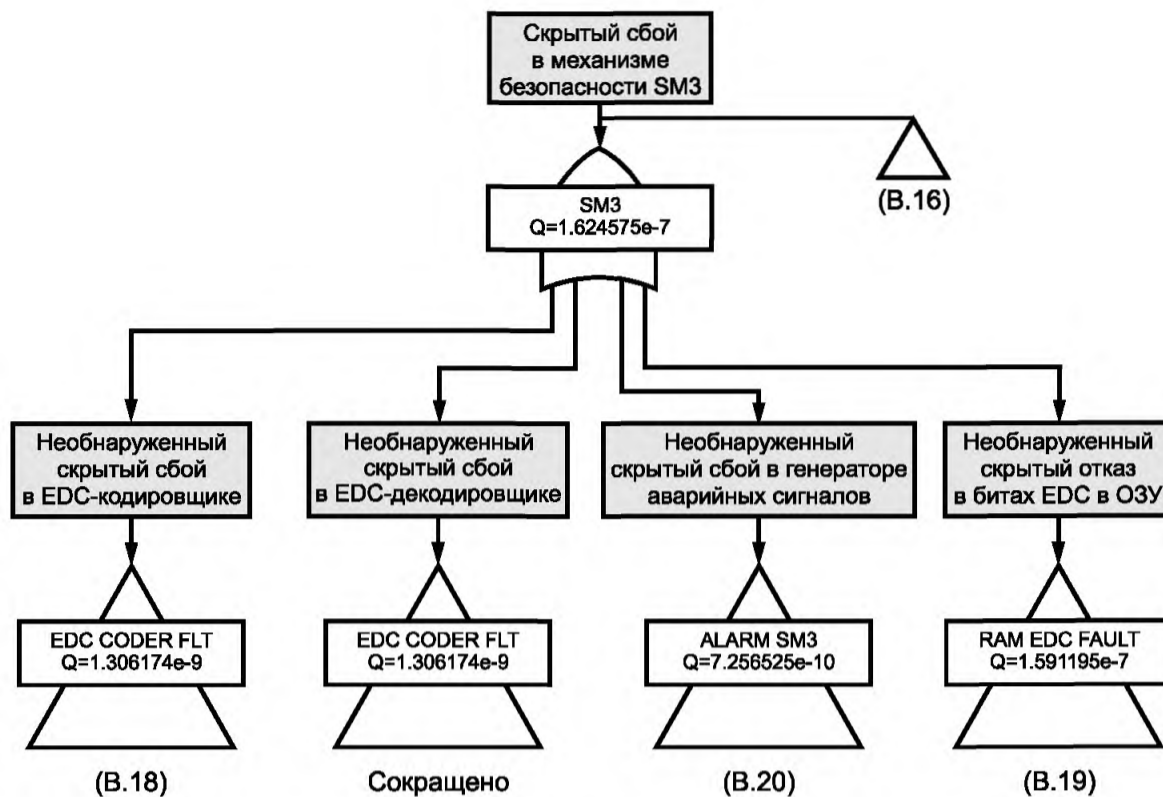 Скрытый сбой
в механизме
безопасности SM3
(B.16)
SM3
Q=1.624575e-7
Необнаруженный
скрытый сбой
в EDC-кодировщике
Необнаруженный
скрытый сбой
в EDC-декодировщике
Необнаруженный
скрытый сбой в генераторе
аварийных сигналов
Необнаруженный
скрытый отказ
в битах EDC в ОЗУ
EDC CODER FLT
Q=1.306174e-9
EDC CODER FLT
Q=1.306174e-9
ALARM SM3
Q=7.256525e-10
RAM EDC FAULT
Q=1.591195e-7
(B.18)
Сокращено
(B.20)
(B.19)